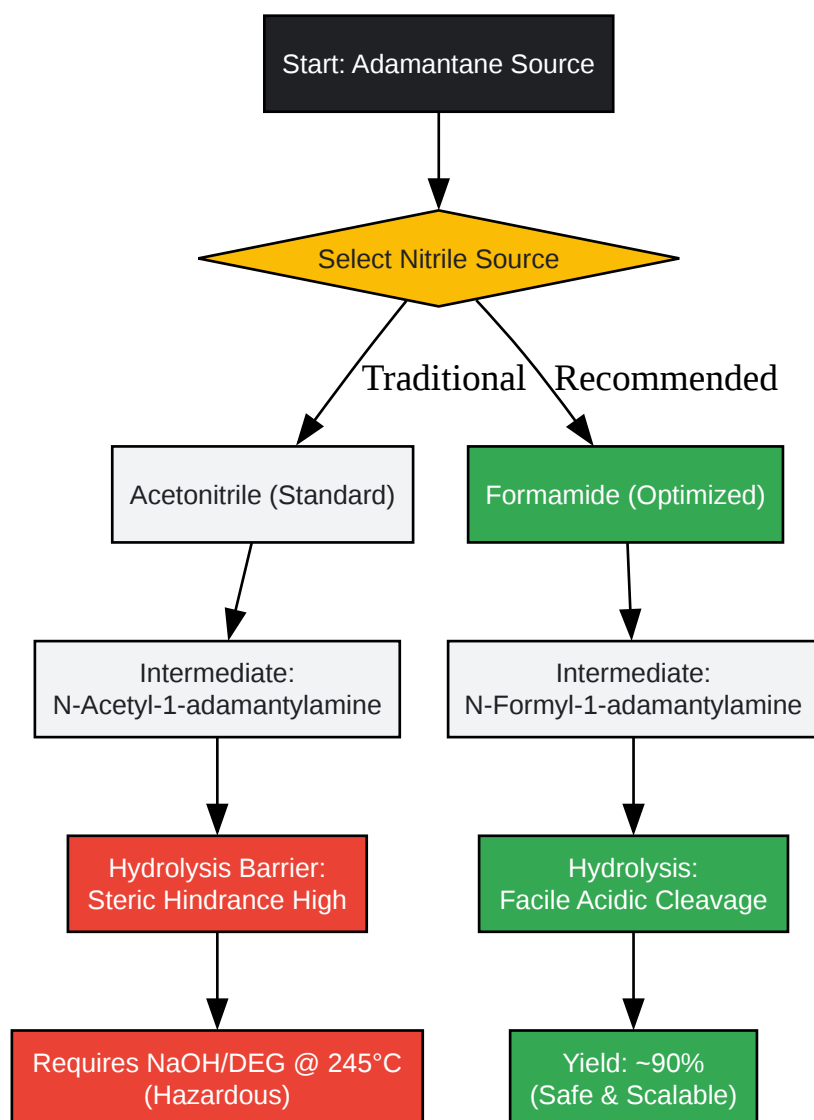 Start: Adamantane Source
Select Nitrile Source
Traditional
Recommended
Acetonitrile (Standard)
Formamide (Optimized)
Intermediate:
N-Acetyl-1-adamantylamine
Intermediate:
N-Formyl-1-adamantylamine
Hydrolysis Barrier:
Steric Hindrance High
Hydrolysis:
Facile Acidic Cleavage
Requires NaOH/DEG @ 245°C
(Hazardous)
Yield: ~90%
(Safe & Scalable)